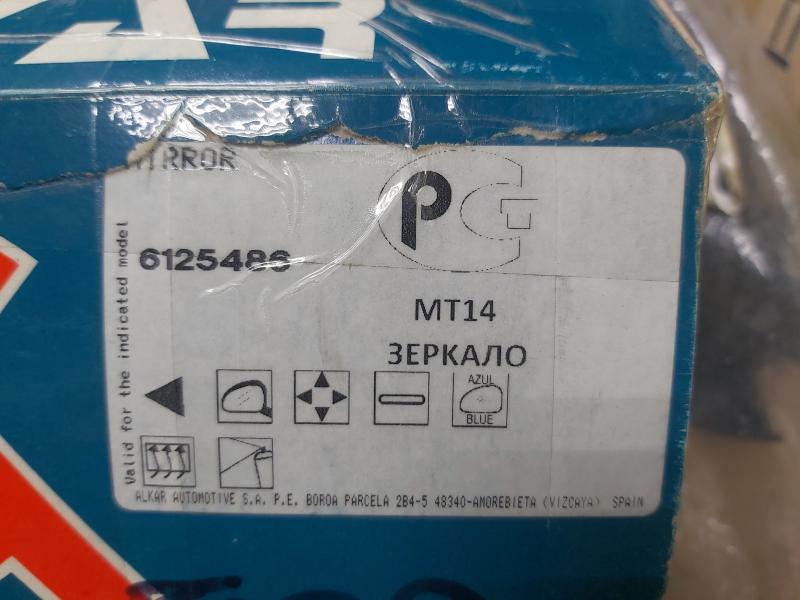 MIRROR
PG
6125486
MT14
ЗЕРКАЛО
Valid for the indicated model
AZUL
BLUE
ALKAR AUTOMOTIVE S.A. P.E. BOROA PARCELA 2B4-5 48340-AMOREBIETA (VIZCAYA) SPAIN